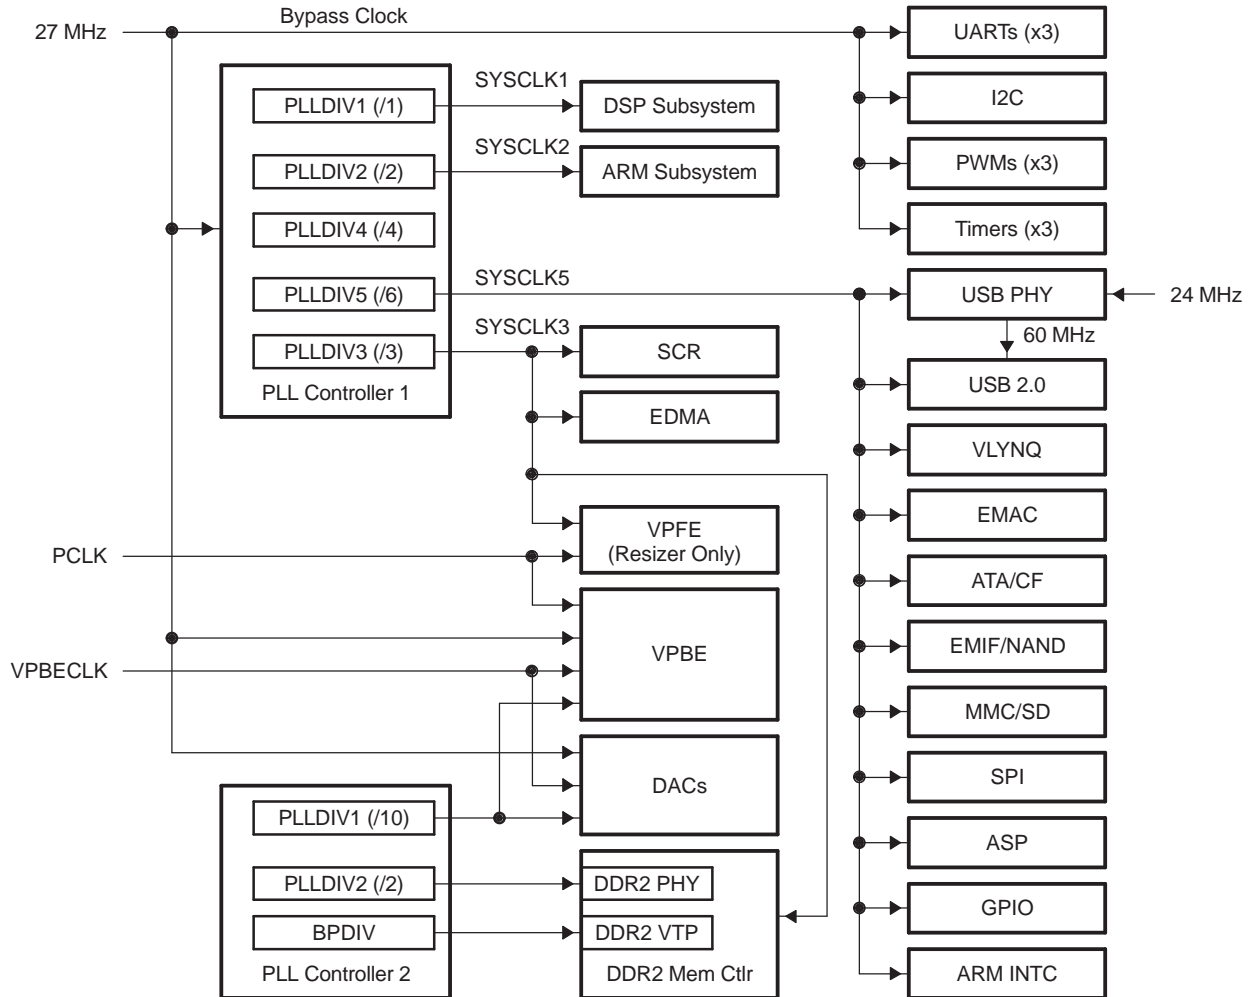 Bypass Clock
27 MHz
UARTs (x3)
SYSCLK1
PLLDIV1 (/1)
DSP Subsystem
I2C
SYSCLK2
PLLDIV2 (/2)
ARM Subsystem
PWMs (x3)
PLLDIV4 (/4)
Timers (x3)
SYSCLK5
PLLDIV5 (/6)
USB PHY
24 MHz
SYSCLK3
60 MHz
PLLDIV3 (/3)
SCR
PLL Controller 1
USB 2.0
EDMA
VLYNQ
EMAC
VPFE
(Resizer Only)
PCLK
ATA/CF
VPBE
EMIF/NAND
VPBECLK
MMC/SD
SPI
DACs
PLLDIV1 (/10)
ASP
PLLDIV2 (/2)
DDR2 PHY
GPIO
BPDIV
DDR2 VTP
PLL Controller 2
DDR2 Mem Ctlr
ARM INTC